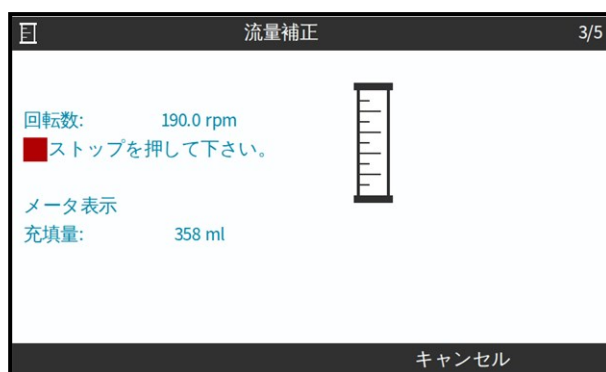 流量補正 3/5
回転数: 190.0 rpm
ストップを押して下さい。
メータ表示
充填量: 358 ml
キャンセル